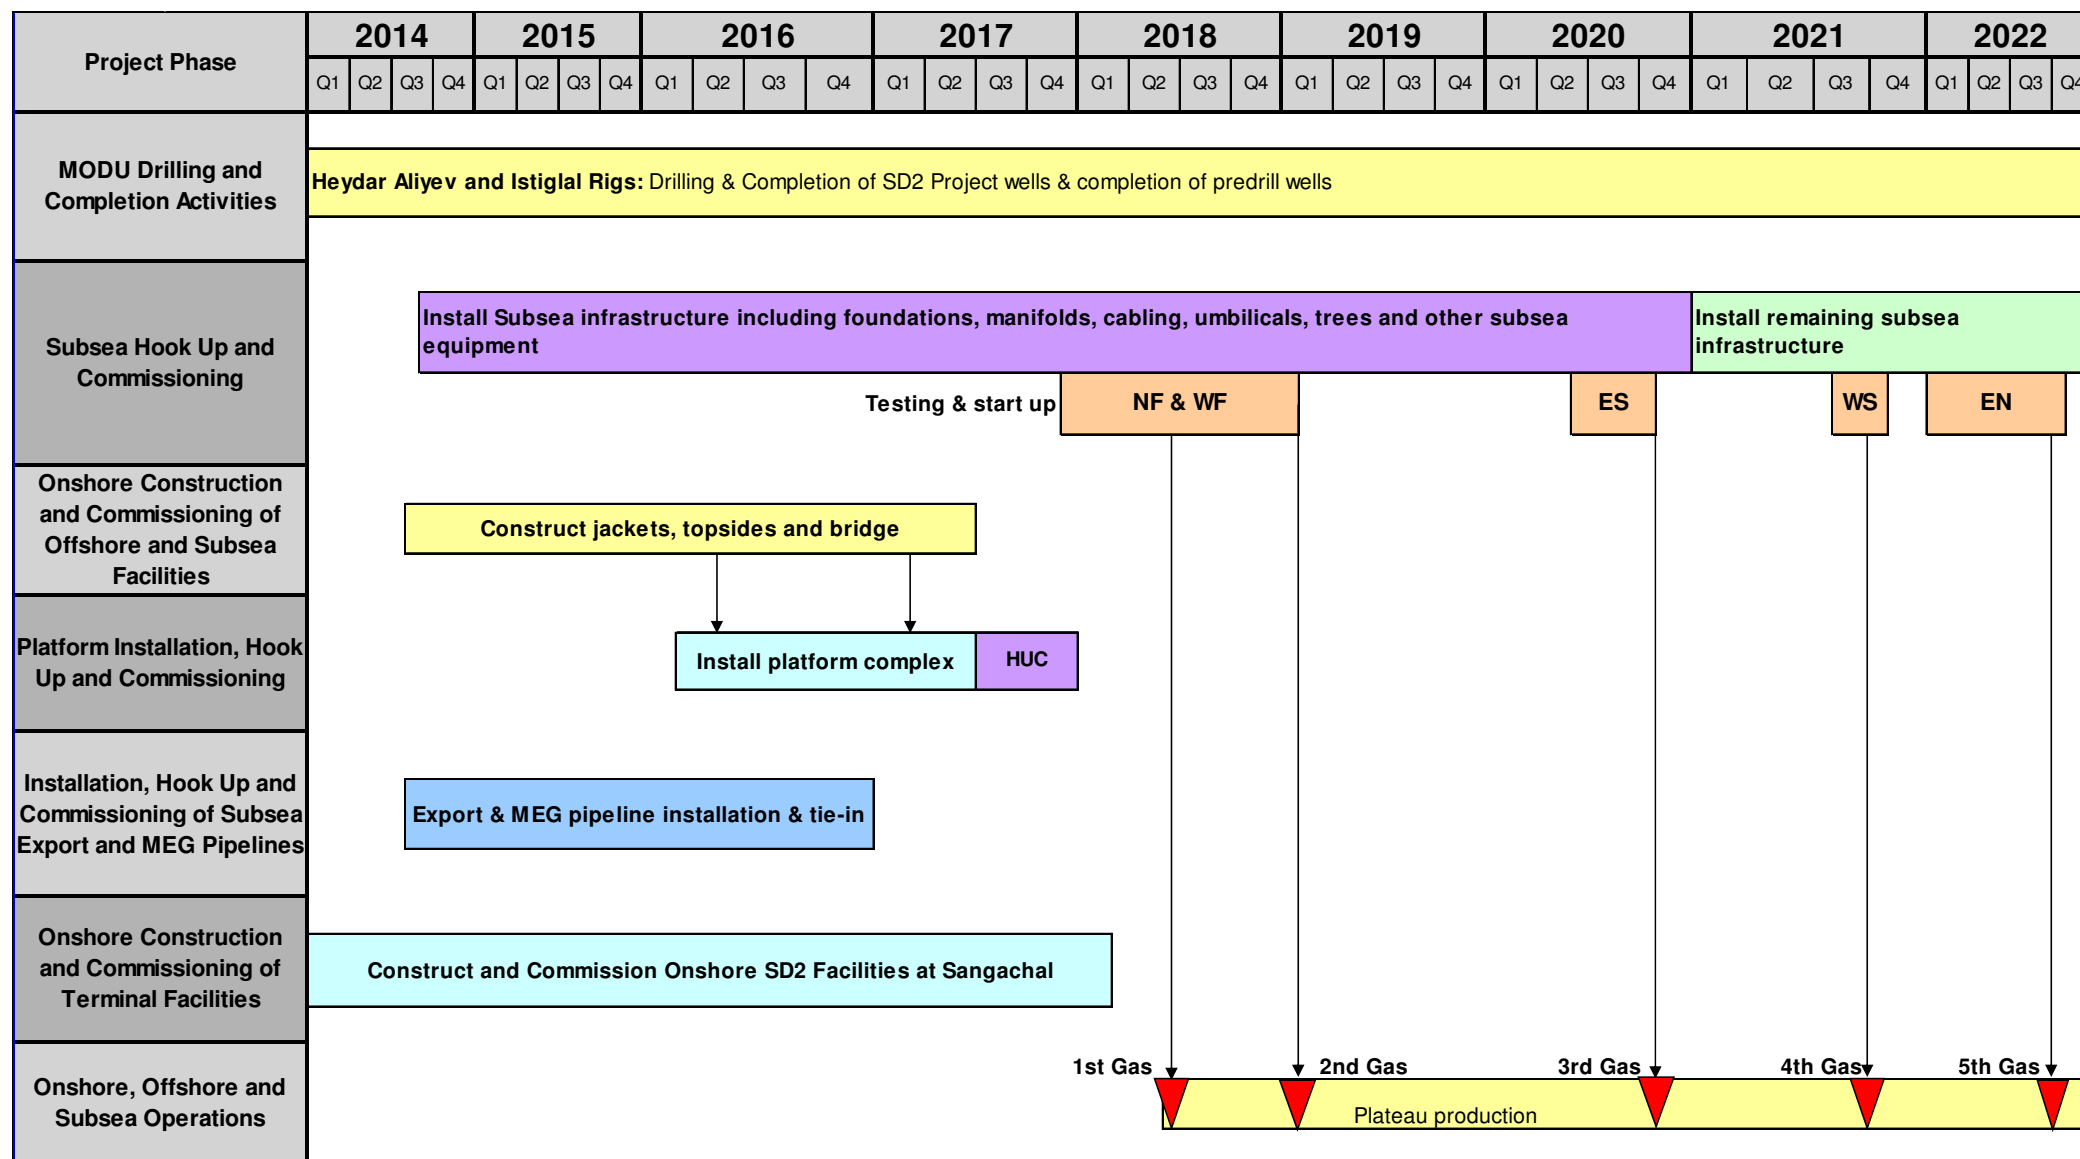 Project Phase
2014 2015 2016 2017 2018 2019 2020 2021 2022
Q1 Q2 Q3 Q4 Q1 Q2 Q3 Q4 Q1 Q2 Q3 Q4 Q1 Q2 Q3 Q4 Q1 Q2 Q3 Q4 Q1 Q2 Q3 Q4 Q1 Q2 Q3 Q4 Q1 Q2 Q3 Q4 Q1 Q2 Q3 Q4
MODU Drilling and
Completion Activities
Heydar Aliyev and Istiglal Rigs: Drilling & Completion of SD2 Project wells & completion of predrill wells
Subsea Hook Up and
Commissioning
Install Subsea infrastructure including foundations, manifolds, cabling, umbilicals, trees and other subsea
equipment
Install remaining subsea
infrastructure
Testing & start up
NF & WF
ES
WS
EN
Onshore Construction
and Commissioning of
Offshore and Subsea
Facilities
Construct jackets, topsides and bridge
Platform Installation, Hook
Up and Commissioning
Install platform complex
HUC
Installation, Hook Up and
Commissioning of Subsea
Export and MEG Pipelines
Export & MEG pipeline installation & tie-in
Onshore Construction
and Commissioning of
Terminal Facilities
Construct and Commission Onshore SD2 Facilities at Sangachal
Onshore, Offshore and
Subsea Operations
1st Gas
2nd Gas
3rd Gas
4th Gas
5th Gas
Plateau production